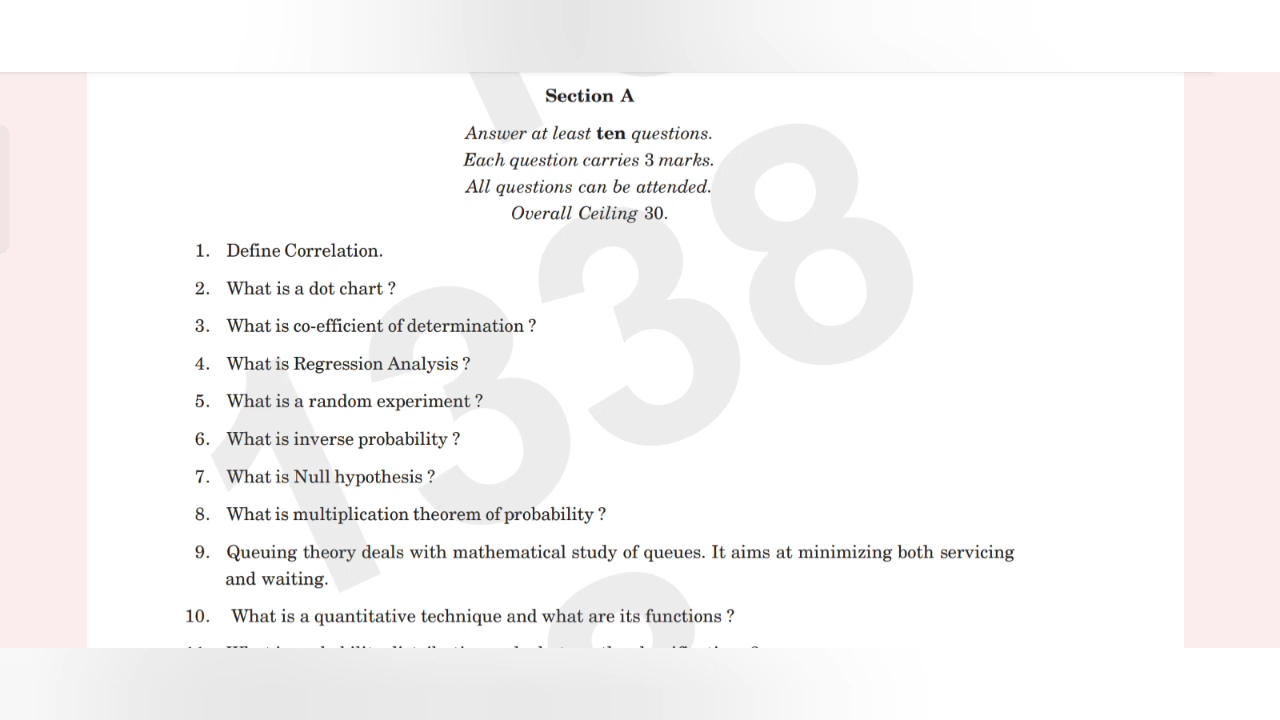 Section A
Answer at least ten questions.
Each question carries 3 marks.
All questions can be attended.
Overall Ceiling 30.
1. Define Correlation.
2. What is a dot chart ?
3. What is co-efficient of determination ?
4. What is Regression Analysis ?
5. What is a random experiment ?
6. What is inverse probability ?
7. What is Null hypothesis ?
8. What is multiplication theorem of probability ?
9. Queuing theory deals with mathematical study of queues. It aims at minimizing both servicing
and waiting.
10. What is a quantitative technique and what are its functions ?
1338